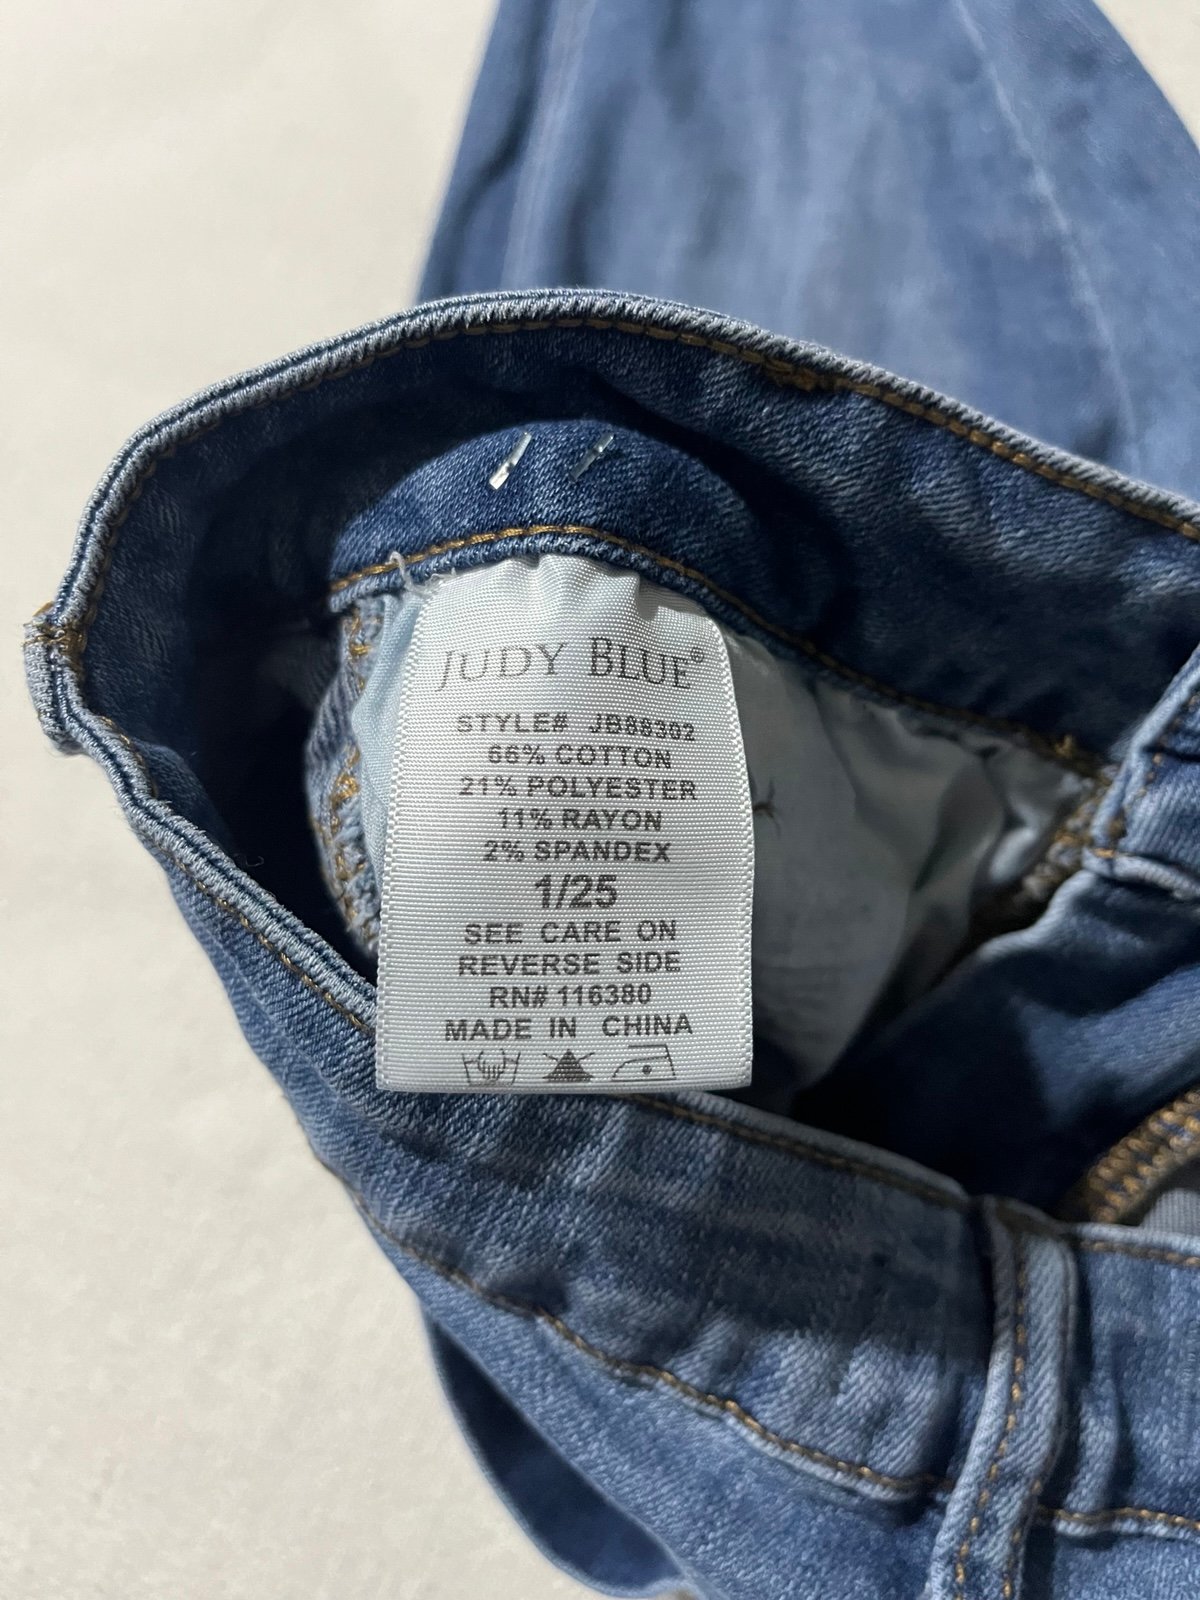 JUDY BLUE®
STYLE# JB88302
66% COTTON
21% POLYESTER
11% RAYON
2% SPANDEX
1/25
SEE CARE ON
REVERSE SIDE
RN# 116380
MADE IN CHINA